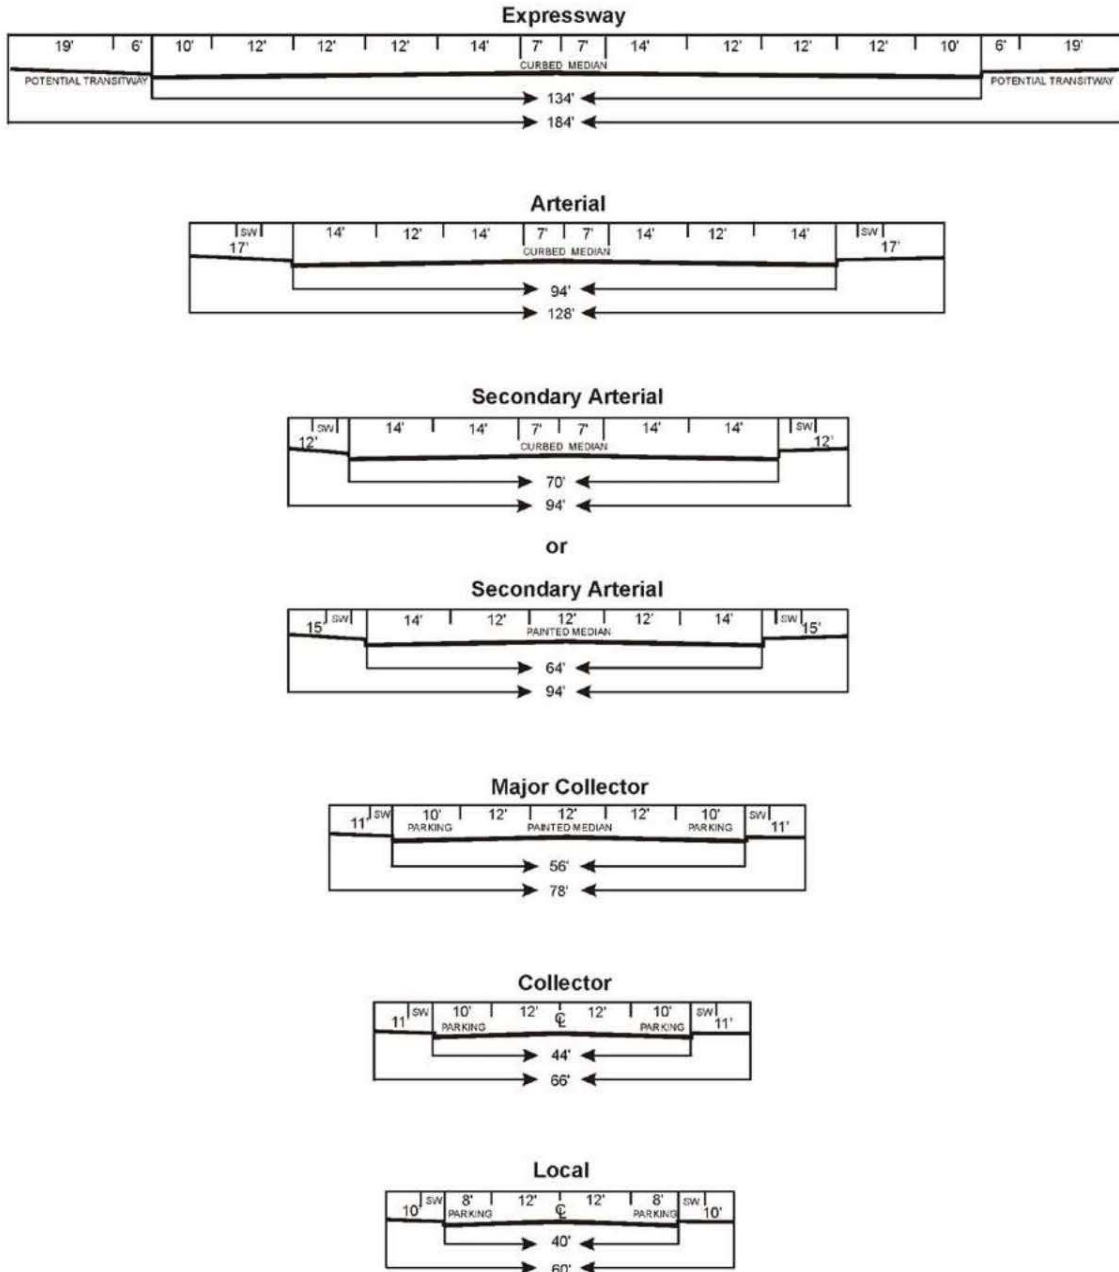 Expressway
19' 6' 10' 12' 12' 12' 14' 7' 7' 14' 12' 12' 12' 10' 6' 19'
CURBED MEDIAN
POTENTIAL TRANSITWAY POTENTIAL TRANSITWAY
134'
184'
Arterial
SW 14' 12' 14' 7' 7' 14' 12' 14' SW
17' CURBED MEDIAN 17'
94'
128'
Secondary Arterial
SW 14' 14' 7' 7' 14' 14' SW
12' CURBED MEDIAN 12'
70'
94'
or
Secondary Arterial
SW 14' 12' 12' 12' 14' SW
15' PAINTED MEDIAN 15'
64'
94'
Major Collector
SW 10' 12' 12' 12' 10' SW
11' PARKING PAINTED MEDIAN PARKING 11'
56'
78'
Collector
SW 10' 12' ℄ 12' 10' SW
11' PARKING PARKING 11'
44'
66'
Local
SW 8' 12' ℄ 12' 8' SW
10' PARKING PARKING 10'
40'
60'